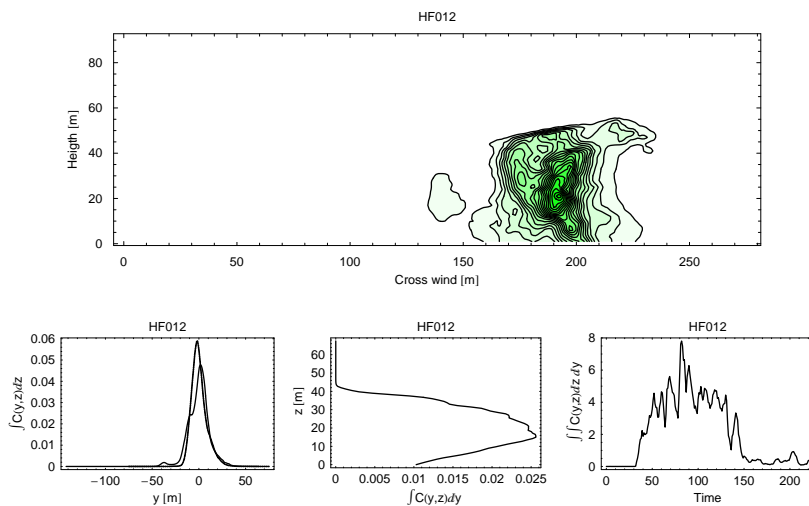 HF012
80
60
40
20
0
Heigth [m]
0 50 100 150 200 250
Cross wind [m]
HF012
0.06
0.05
0.04
0.03
0.02
0.01
0
∫C(y,z)dz
−100 −50 0 50
y [m]
HF012
60
50
40
30
20
10
0
z [m]
0 0.005 0.01 0.015 0.02 0.025
∫C(y,z)dy
HF012
8
6
4
2
0
∫∫C(y,z)dz dy
0 50 100 150 200
Time